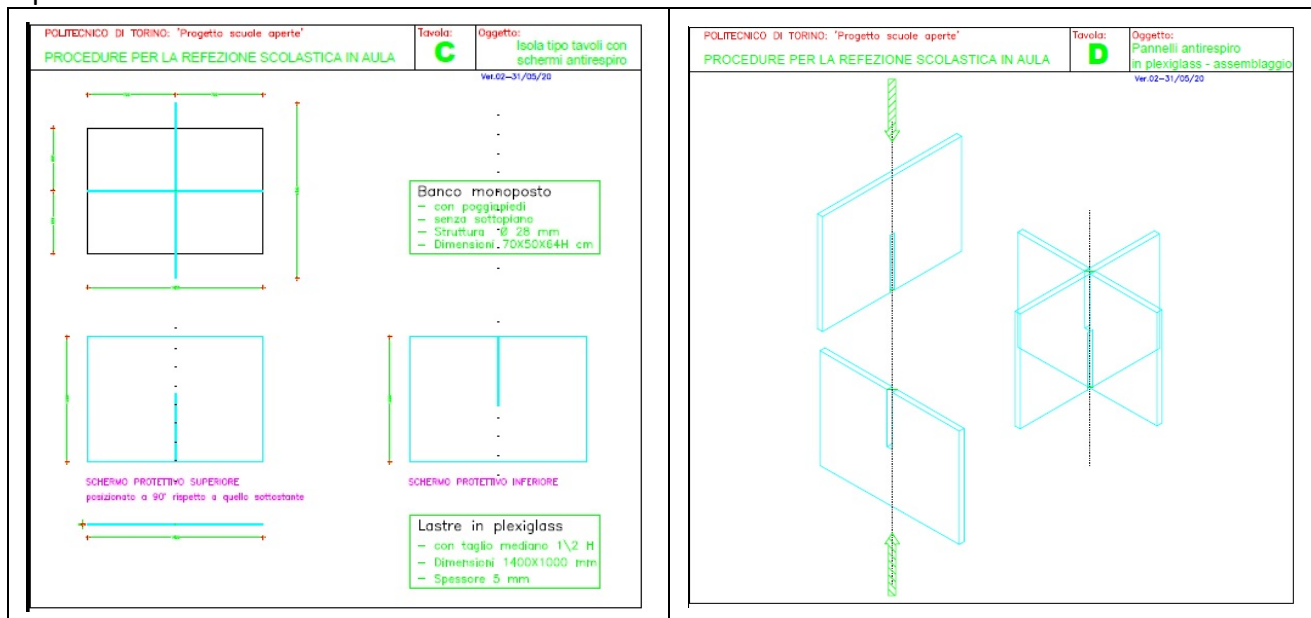 POLITECNICO DI TORINO: 'Progetto scuole aperte'
PROCEDURE PER LA REFEZIONE SCOLASTICA IN AULA
Tavola:
C
Oggetto:
Isola tipo tavoli con
schermi antirespiro
Ver.02-31/05/20
Banco monoposto
- con poggiapiedi
- senza sottopiano
- Struttura Ø 28 mm
- Dimensioni 70X50X64H cm
SCHERMO PROTETTIVO SUPERIORE
posizionato a 90° rispetto a quello sottostante
SCHERMO PROTETTIVO INFERIORE
Lastre in plexiglass
- con taglio mediano 1\2 H
- Dimensioni 1400X1000 mm
- Spessore 5 mm
POLITECNICO DI TORINO: 'Progetto scuole aperte'
PROCEDURE PER LA REFEZIONE SCOLASTICA IN AULA
Tavola:
D
Oggetto:
Pannelli antirespiro
in plexiglass - assemblaggio
Ver.02-31/05/20